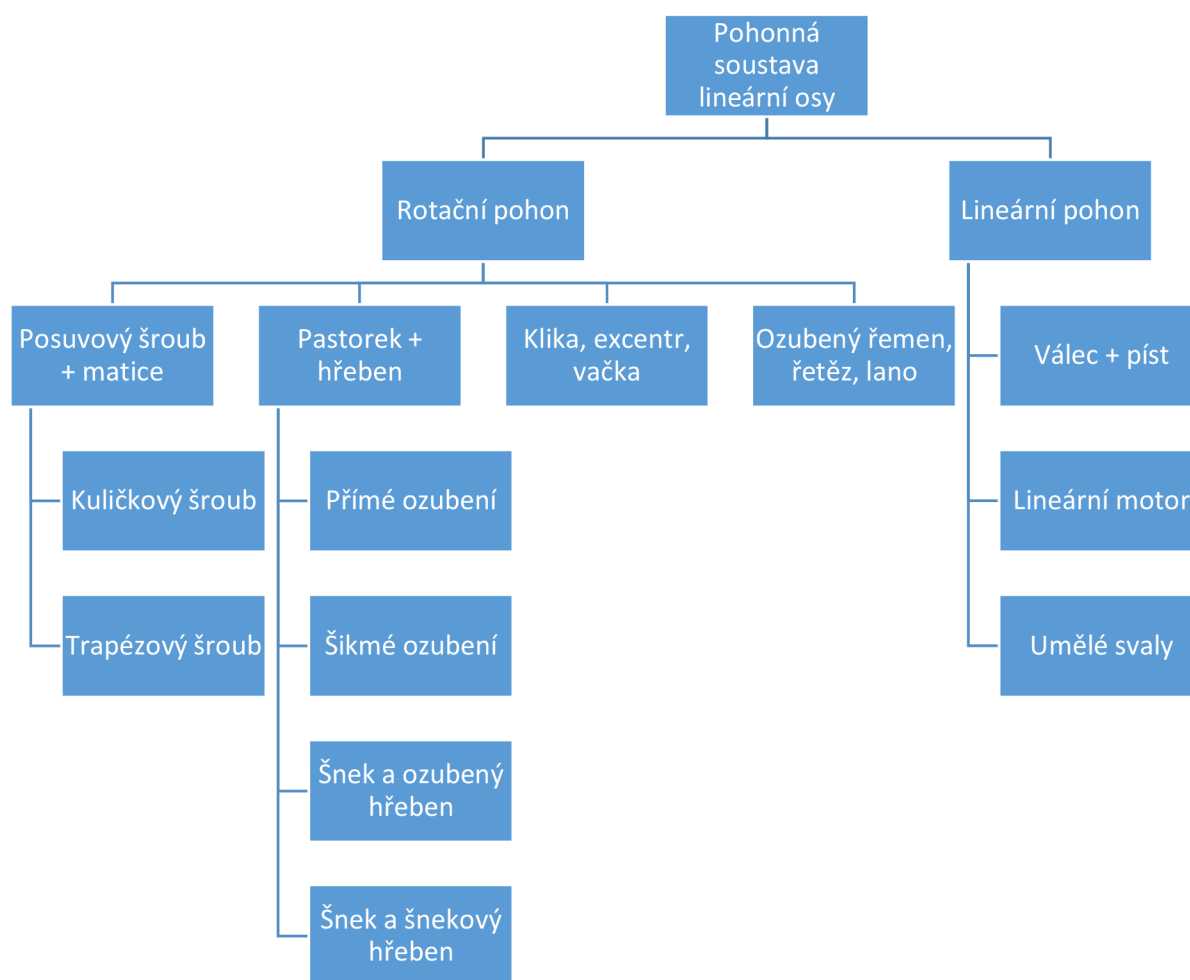 Pohonná
soustava
lineární osy
Rotační pohon
Lineární pohon
Posuvový šroub
+ matice
Pastorek +
hřeben
Klika, excentr,
vačka
Ozubený řemen,
řetěz, lano
Válec + píst
Kuličkový šroub
Přímé ozubení
Lineární motor
Trapézový šroub
Šikmé ozubení
Umělé svaly
Šnek a ozubený
hřeben
Šnek a šnekový
hřeben